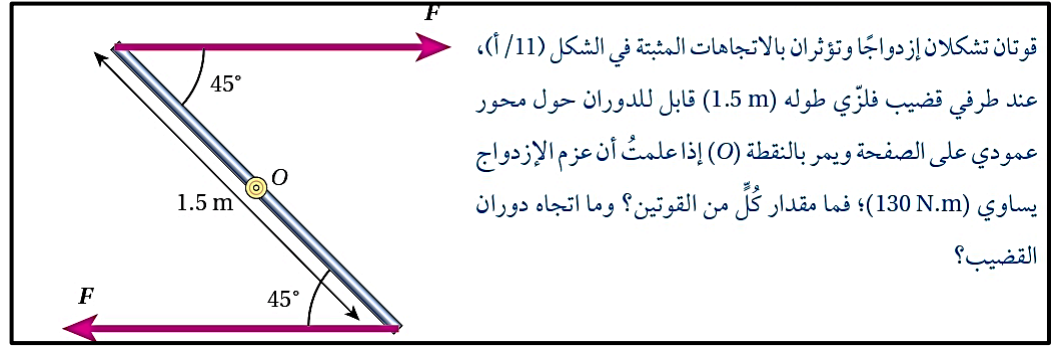 قوتان تشكلان إزدواجًا وتؤثران بالاتجاهات المثبتة في الشكل (11/أ)،
عند طرفي قضيب فلزّي طوله (1.5 m) قابل للدوران حول محور
عمودي على الصفحة ويمر بالنقطة (O) إذا علمتُ أن عزم الإزدواج
يساوي (130 N.m)؛ فما مقدار كُلٍّ من القوتين؟ وما اتجاه دوران
القضيب؟
F
45°
O
1.5 m
45°
F